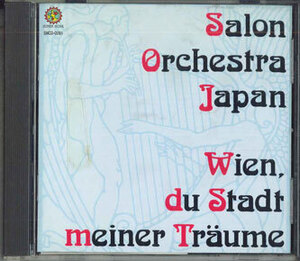 Salon
Orchestra
Japan
Wien,
du Stadt
meiner Träume